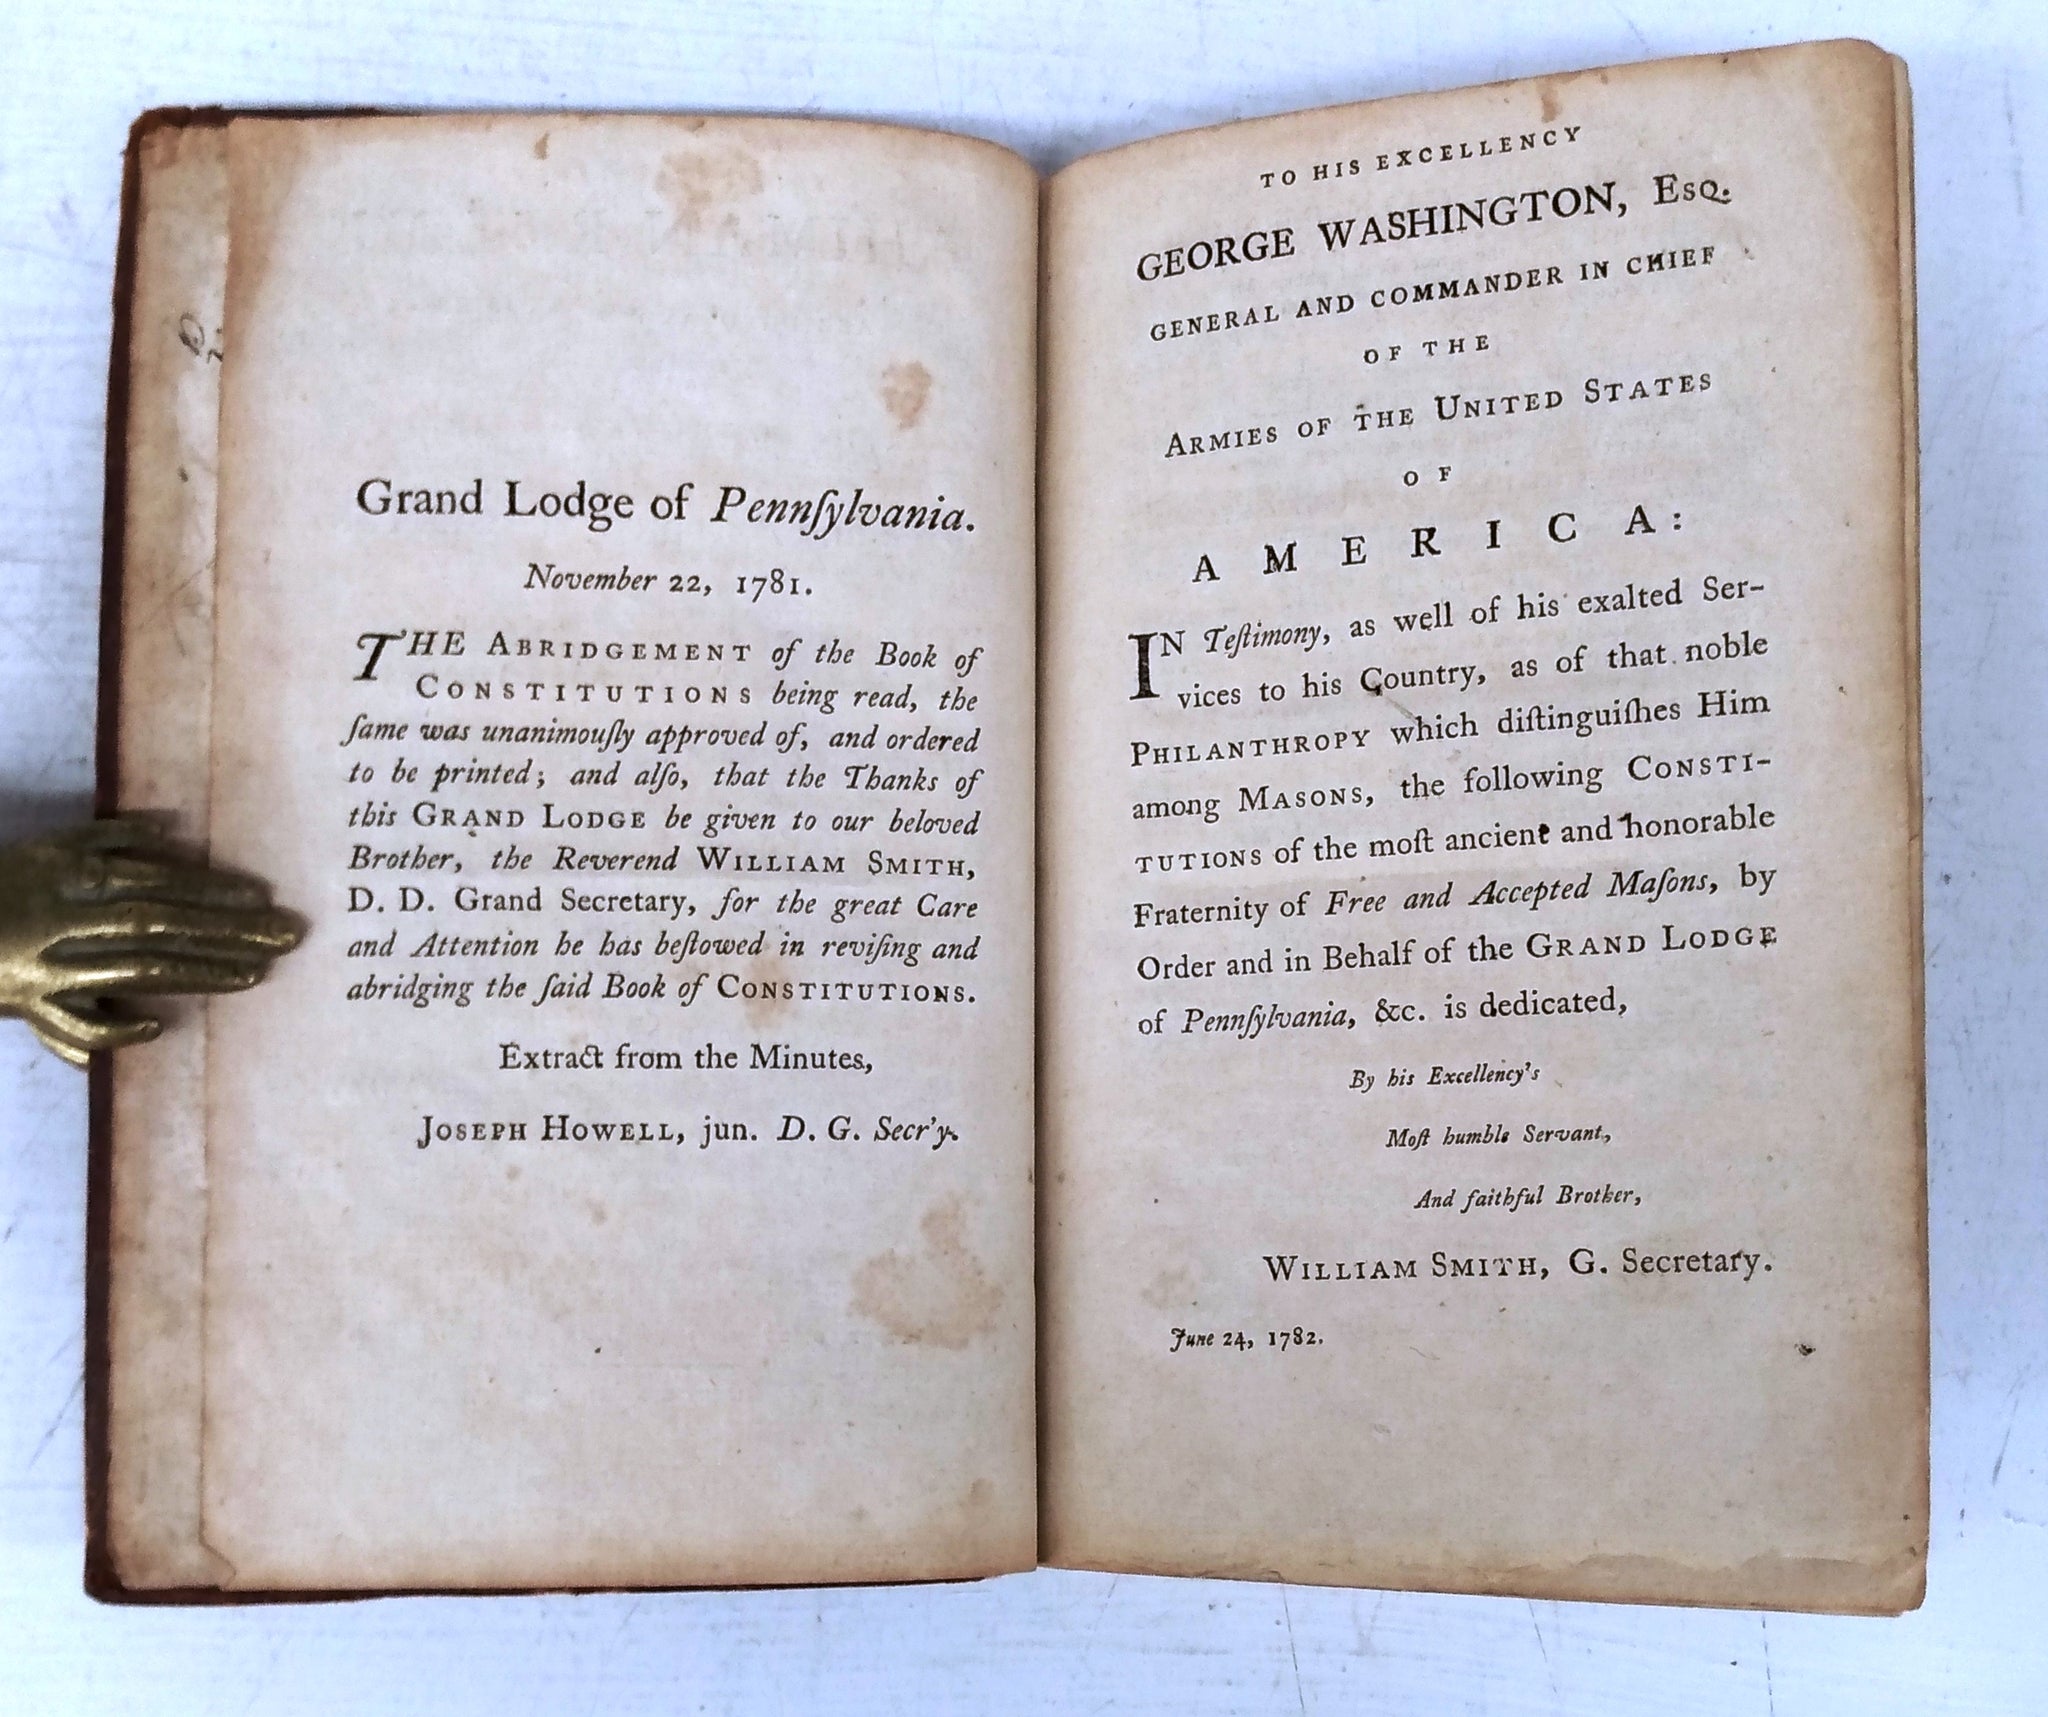 Grand Lodge of Pennſylvania.
November 22, 1781.
THE ABRIDGEMENT of the Book of
CONSTITUTIONS being read, the
ſame was unanimouſly approved of, and ordered
to be printed; and alſo, that the Thanks of
this GRAND LODGE be given to our beloved
Brother, the Reverend WILLIAM SMITH,
D. D. Grand Secretary, for the great Care
and Attention he has beſtowed in reviſing and
abridging the ſaid Book of CONSTITUTIONS.
Extract from the Minutes,
JOSEPH HOWELL, jun. D. G. Secr'y.
TO HIS EXCELLENCY
GEORGE WASHINGTON, ESQ.
GENERAL AND COMMANDER IN CHIEF
OF THE
ARMIES OF THE UNITED STATES
OF
AMERICA:
IN Teſtimony, as well of his exalted Ser-
vices to his Country, as of that noble
PHILANTHROPY which diſtinguiſhes Him
among MASONS, the following CONSTI-
TUTIONS of the moſt ancient and honorable
Fraternity of Free and Accepted Maſons, by
Order and in Behalf of the GRAND LODGE
of Pennſylvania, &c. is dedicated,
By his Excellency's
Moſt humble Servant,
And faithful Brother,
WILLIAM SMITH, G. Secretary.
June 24, 1782.